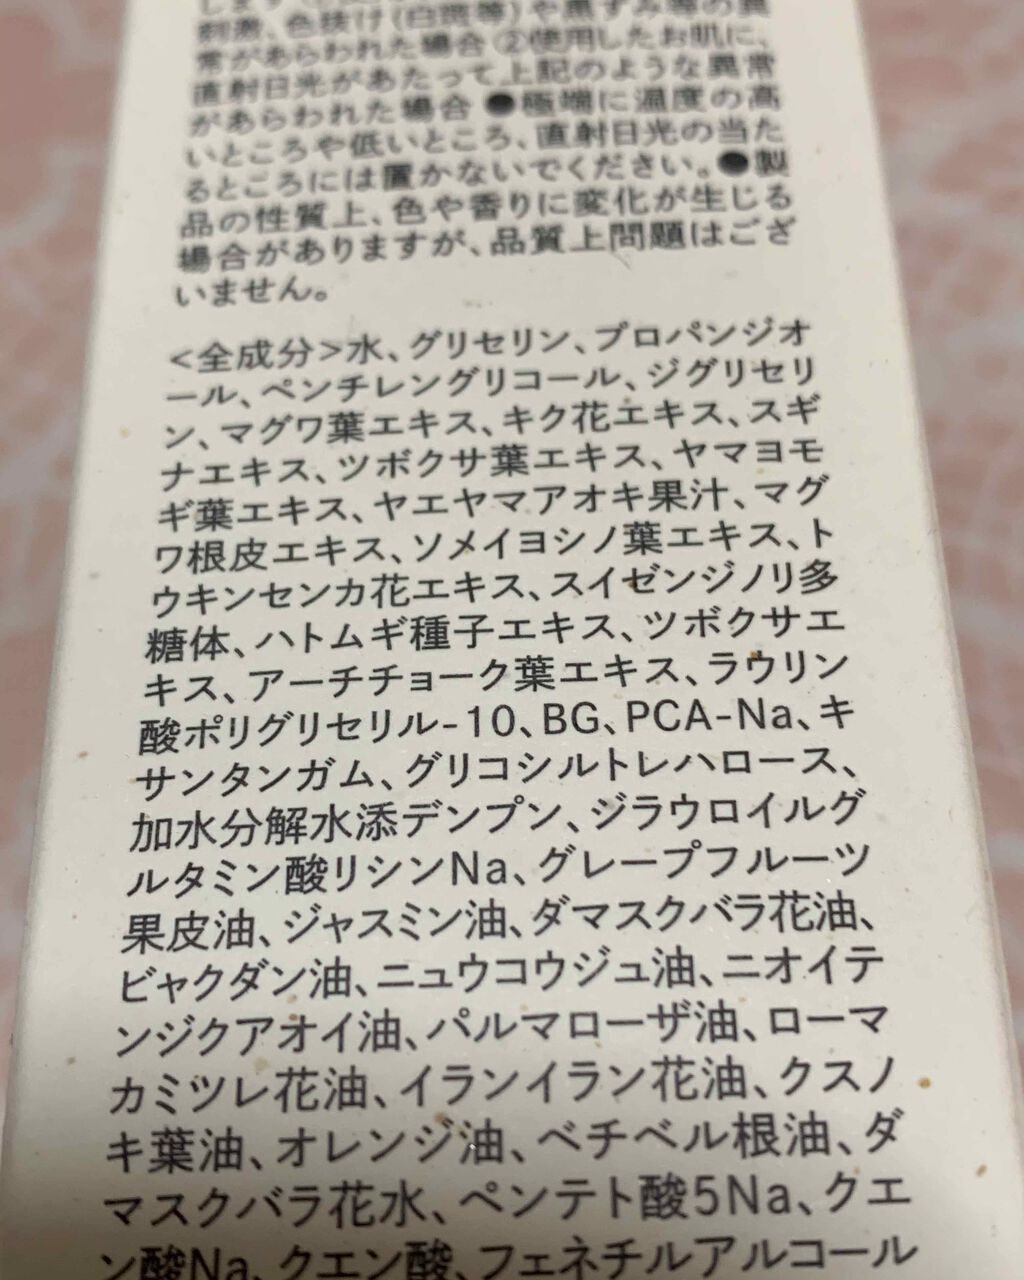 刺激、色抜け(白斑等)や黒ずみ等の異
常があらわれた場合 ②使用したお肌に、
直射日光があたって上記のような異常
があらわれた場合 ●極端に温度の高
いところや低いところ、直射日光の当た
るところには置かないでください。●製
品の性質上、色や香りに変化が生じる
場合がありますが、品質上問題はござ
いません。
<全成分>水、グリセリン、プロパンジオ
ール、ペンチレングリコール、ジグリセリ
ン、マグワ葉エキス、キク花エキス、スギ
ナエキス、ツボクサ葉エキス、ヤマヨモ
ギ葉エキス、ヤエヤマアオキ果汁、マグ
ワ根皮エキス、ソメイヨシノ葉エキス、ト
ウキンセンカ花エキス、スイゼンジノリ多
糖体、ハトムギ種子エキス、ツボクサエ
キス、アーチチョーク葉エキス、ラウリン
酸ポリグリセリル-10、BG、PCA-Na、キ
サンタンガム、グリコシルトレハロース、
加水分解水添デンプン、ジラウロイルグ
ルタミン酸リシンNa、グレープフルーツ
果皮油、ジャスミン油、ダマスクバラ花油、
ビャクダン油、ニュウコウジュ油、ニオイテ
ンジクアオイ油、パルマローザ油、ローマ
カミツレ花油、イランイラン花油、クスノ
キ葉油、オレンジ油、ベチベル根油、ダ
マスクバラ花水、ペンテト酸5Na、クエ
ン酸Na、クエン酸、フェネチルアルコール